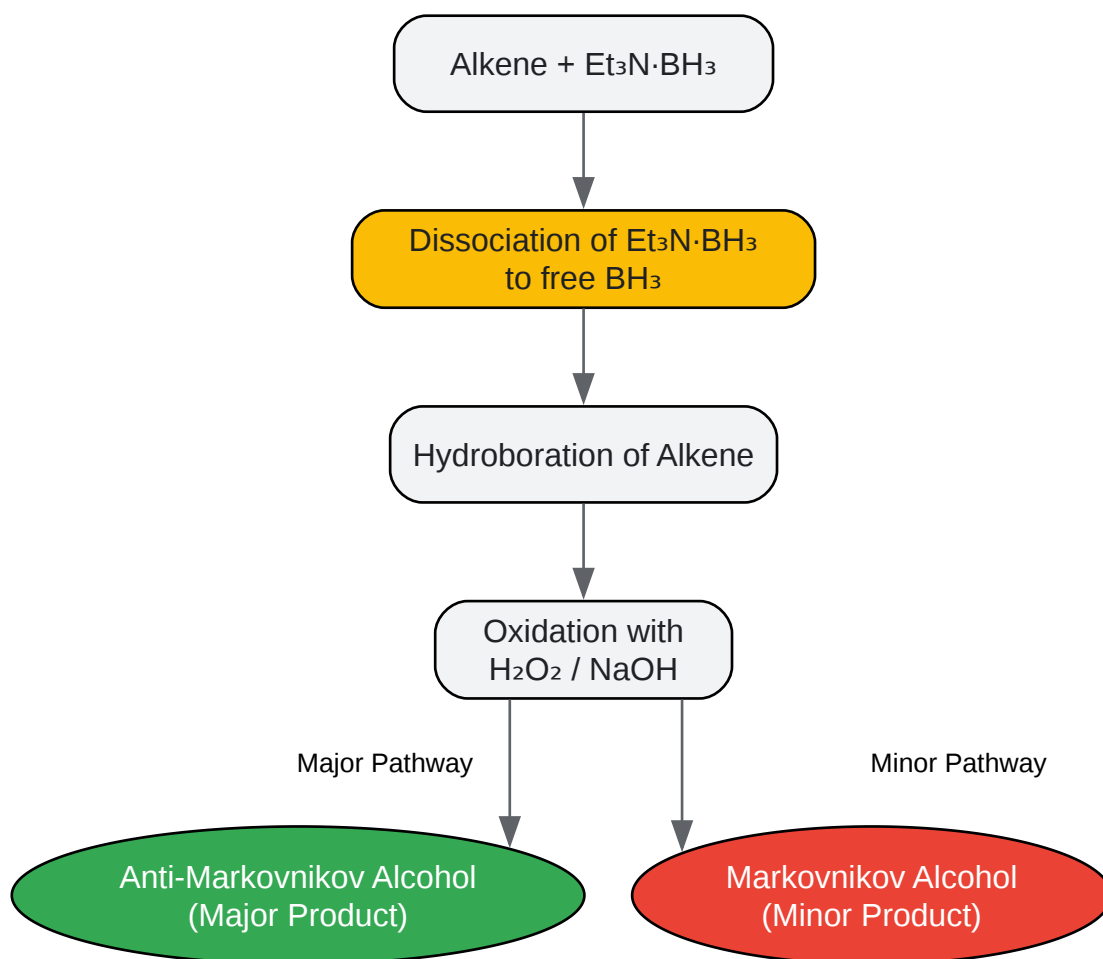 Alkene + Et₃N·BH₃
Dissociation of Et₃N·BH₃
to free BH₃
Hydroboration of Alkene
Oxidation with
H₂O₂ / NaOH
Major Pathway
Minor Pathway
Anti-Markovnikov Alcohol
(Major Product)
Markovnikov Alcohol
(Minor Product)